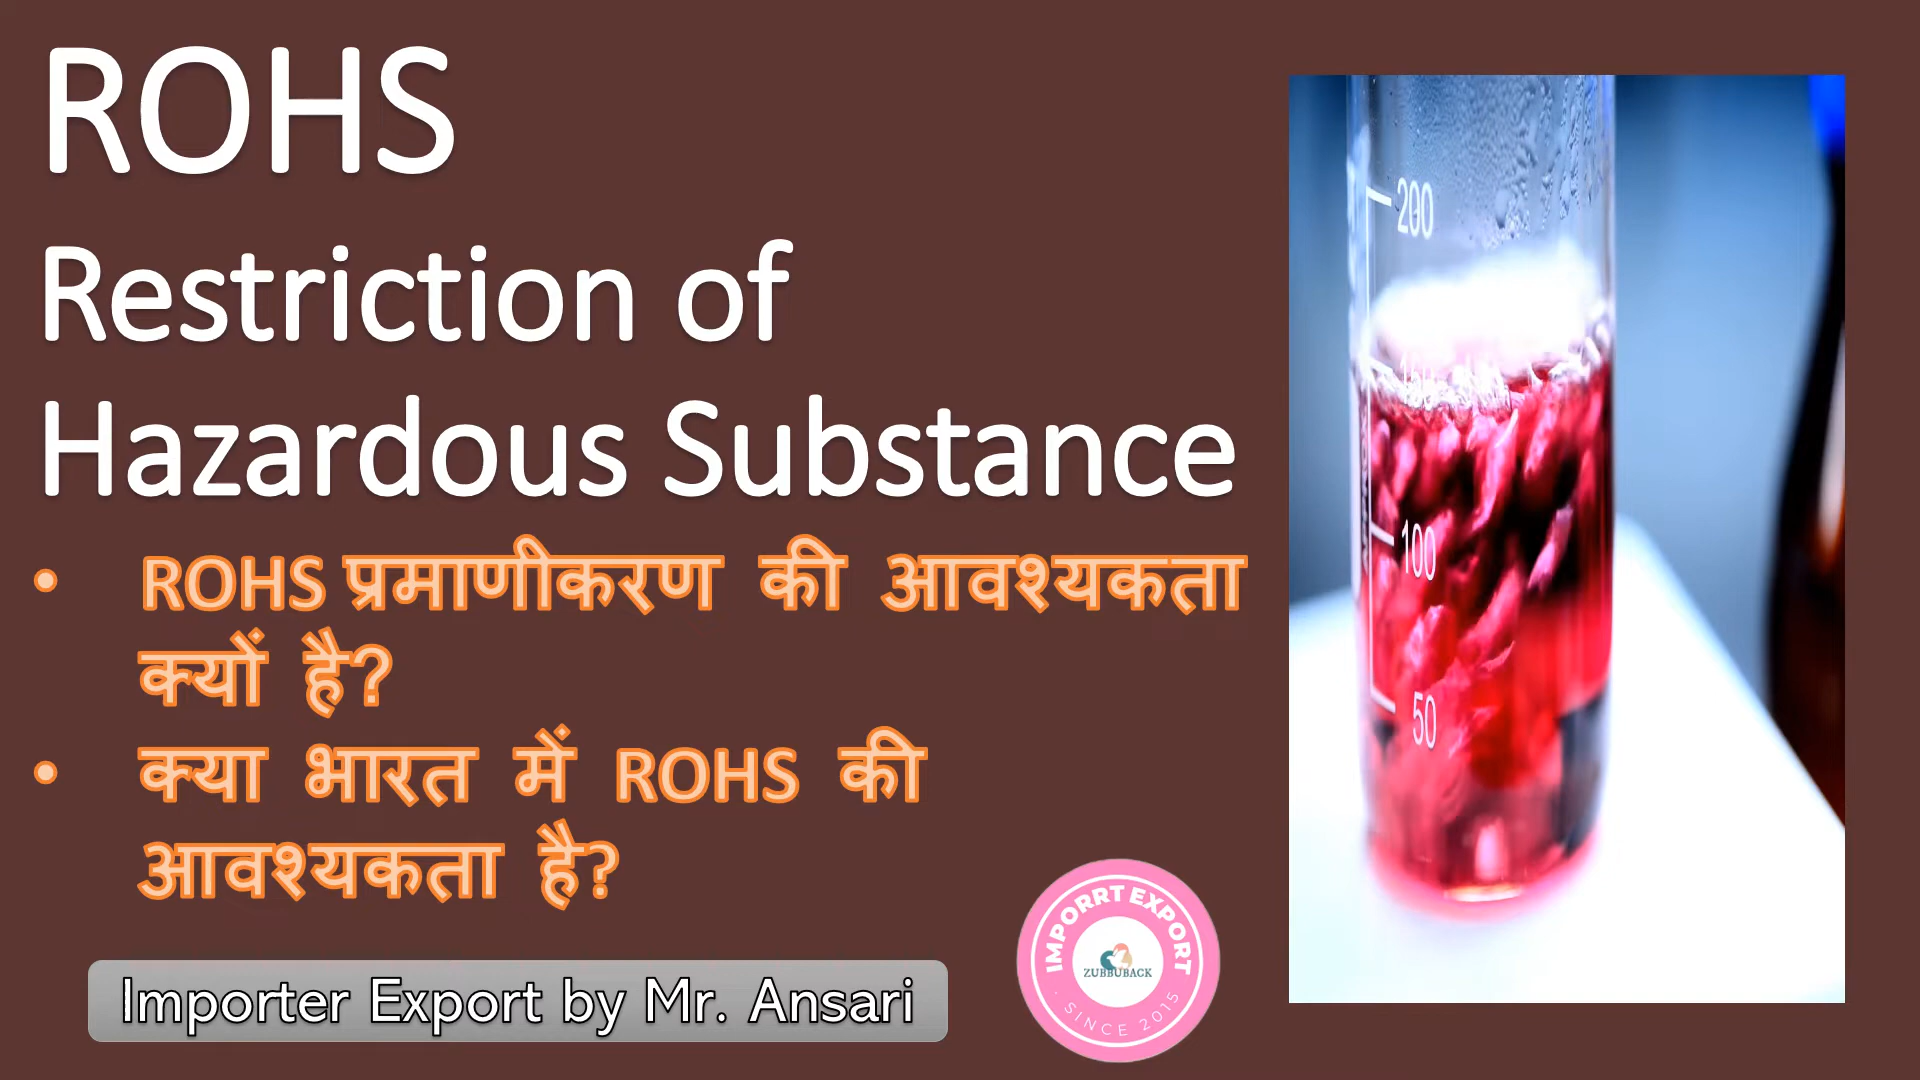 ROHS
Restriction of
Hazardous Substance
• ROHS प्रमाणीकरण की आवश्यकता
क्यों है?
• क्या भारत में ROHS की
आवश्यकता है?
Importer Export by Mr. Ansari
IMPORRT EXPORT
ZUBBUBACK
· SINCE 2015
200
100
50